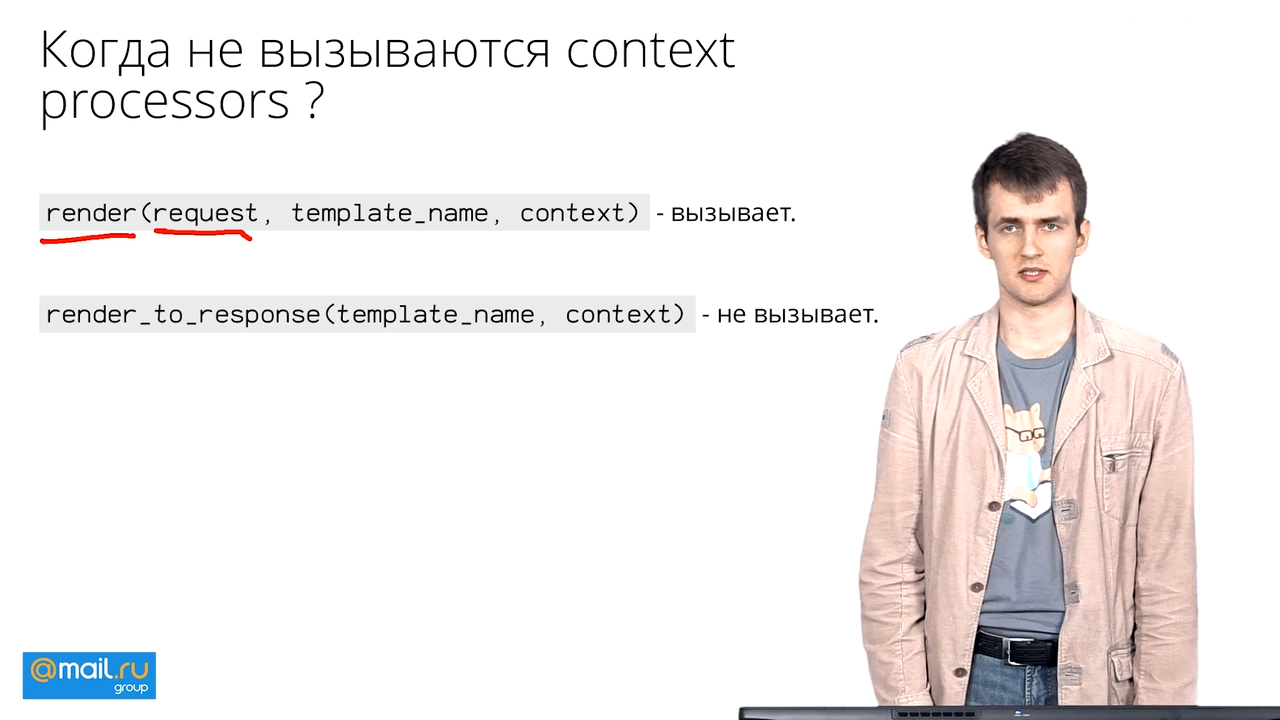 Когда не вызываются context
processors ?
render(request, template_name, context) - вызывает.
render_to_response(template_name, context) - не вызывает.
@mail.ru
group